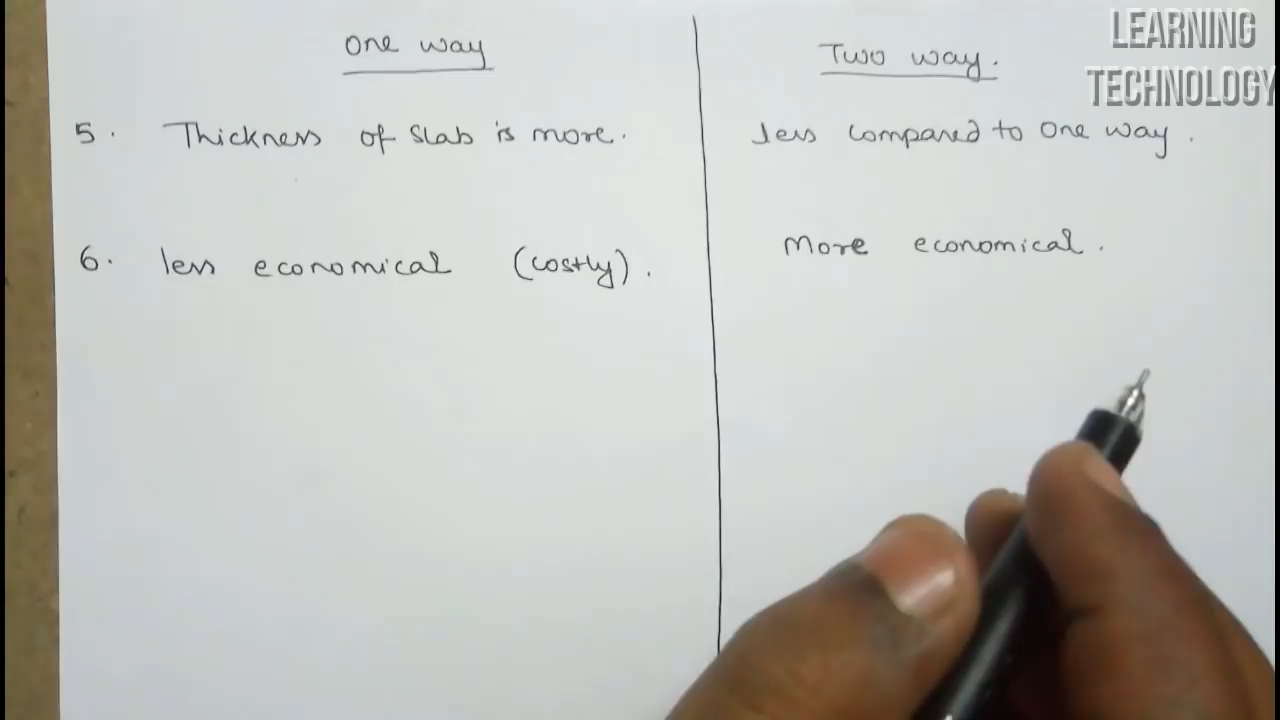 One way
Two way.
LEARNING
TECHNOLOGY
5. Thickness of slab is more.
less compared to one way.
6. less economical (costly).
More economical.